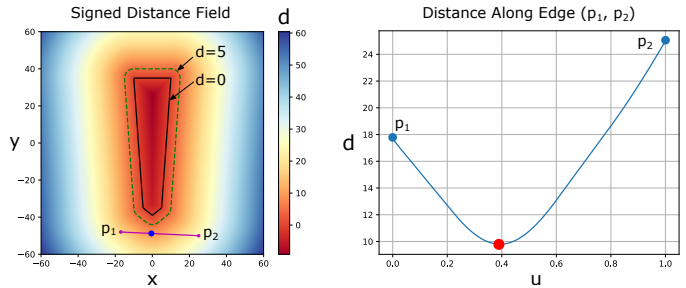 Signed Distance Field
d
d=5
d=0
60
40
20
0
−20
−40
−60
y
p₁
p₂
−60
−40
−20
0
20
40
60
x
60
50
40
30
20
10
0
Distance Along Edge (p₁, p₂)
24
22
20
18
16
14
12
10
d
p₁
p₂
0.0
0.2
0.4
0.6
0.8
1.0
u